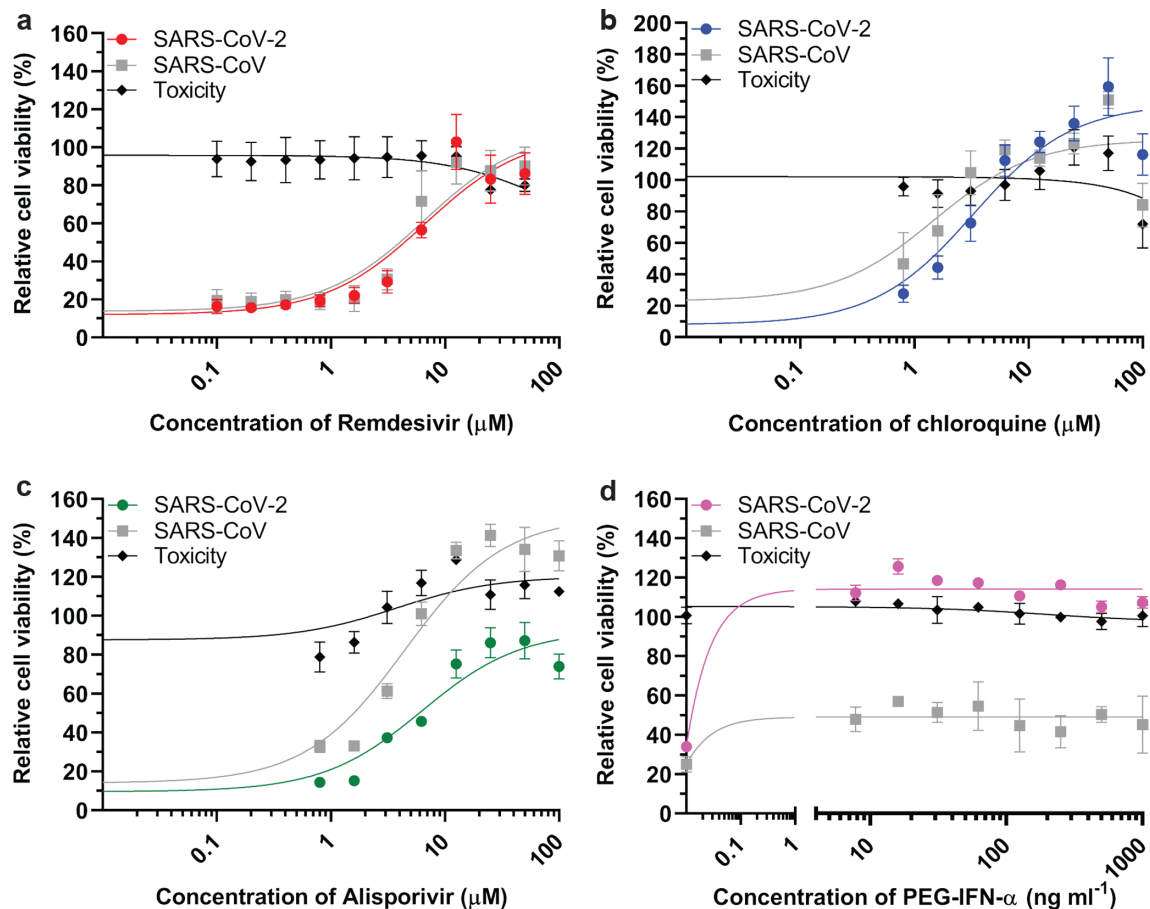 a
SARS-CoV-2
SARS-CoV
Toxicity
Relative cell viability (%)
160
140
120
100
80
60
40
20
0
0.1
1
10
100
Concentration of Remdesivir (μM)
b
SARS-CoV-2
SARS-CoV
Toxicity
Relative cell viability (%)
200
180
160
140
120
100
80
60
40
20
0
0.1
1
10
100
Concentration of chloroquine (μM)
c
SARS-CoV-2
SARS-CoV
Toxicity
Relative cell viability (%)
160
140
120
100
80
60
40
20
0
0.1
1
10
100
Concentration of Alisporivir (μM)
d
SARS-CoV-2
SARS-CoV
Toxicity
Relative cell viability (%)
160
140
120
100
80
60
40
20
0
0.1
1
10
100
1000
Concentration of PEG-IFN-α (ng ml⁻¹)